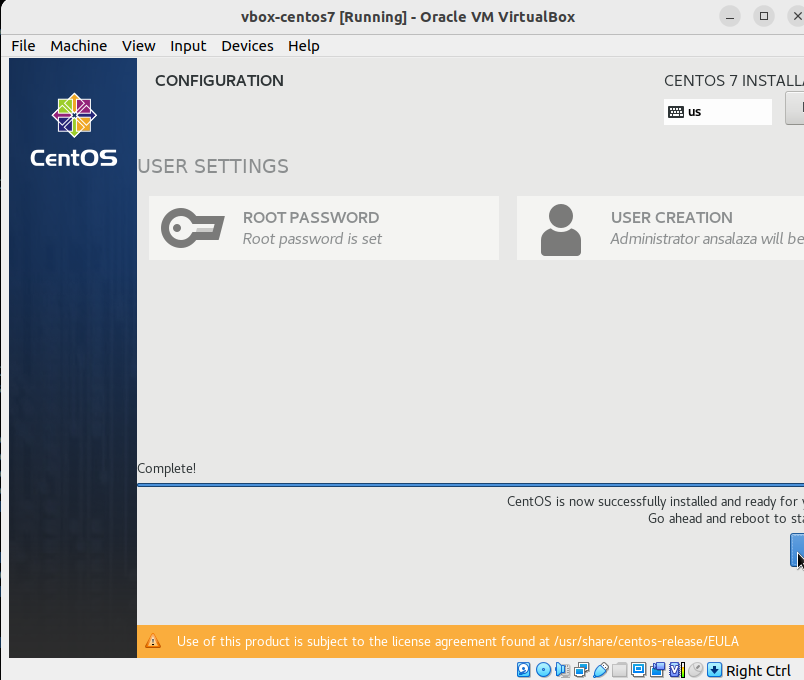 vbox-centos7 [Running] - Oracle VM VirtualBox
File Machine View Input Devices Help
CentOS
CONFIGURATION
CENTOS 7 INSTALLA
us
USER SETTINGS
ROOT PASSWORD
Root password is set
USER CREATION
Administrator ansalaza will be
Complete!
CentOS is now successfully installed and ready for
Go ahead and reboot to sta
Use of this product is subject to the license agreement found at /usr/share/centos-release/EULA
Right Ctrl